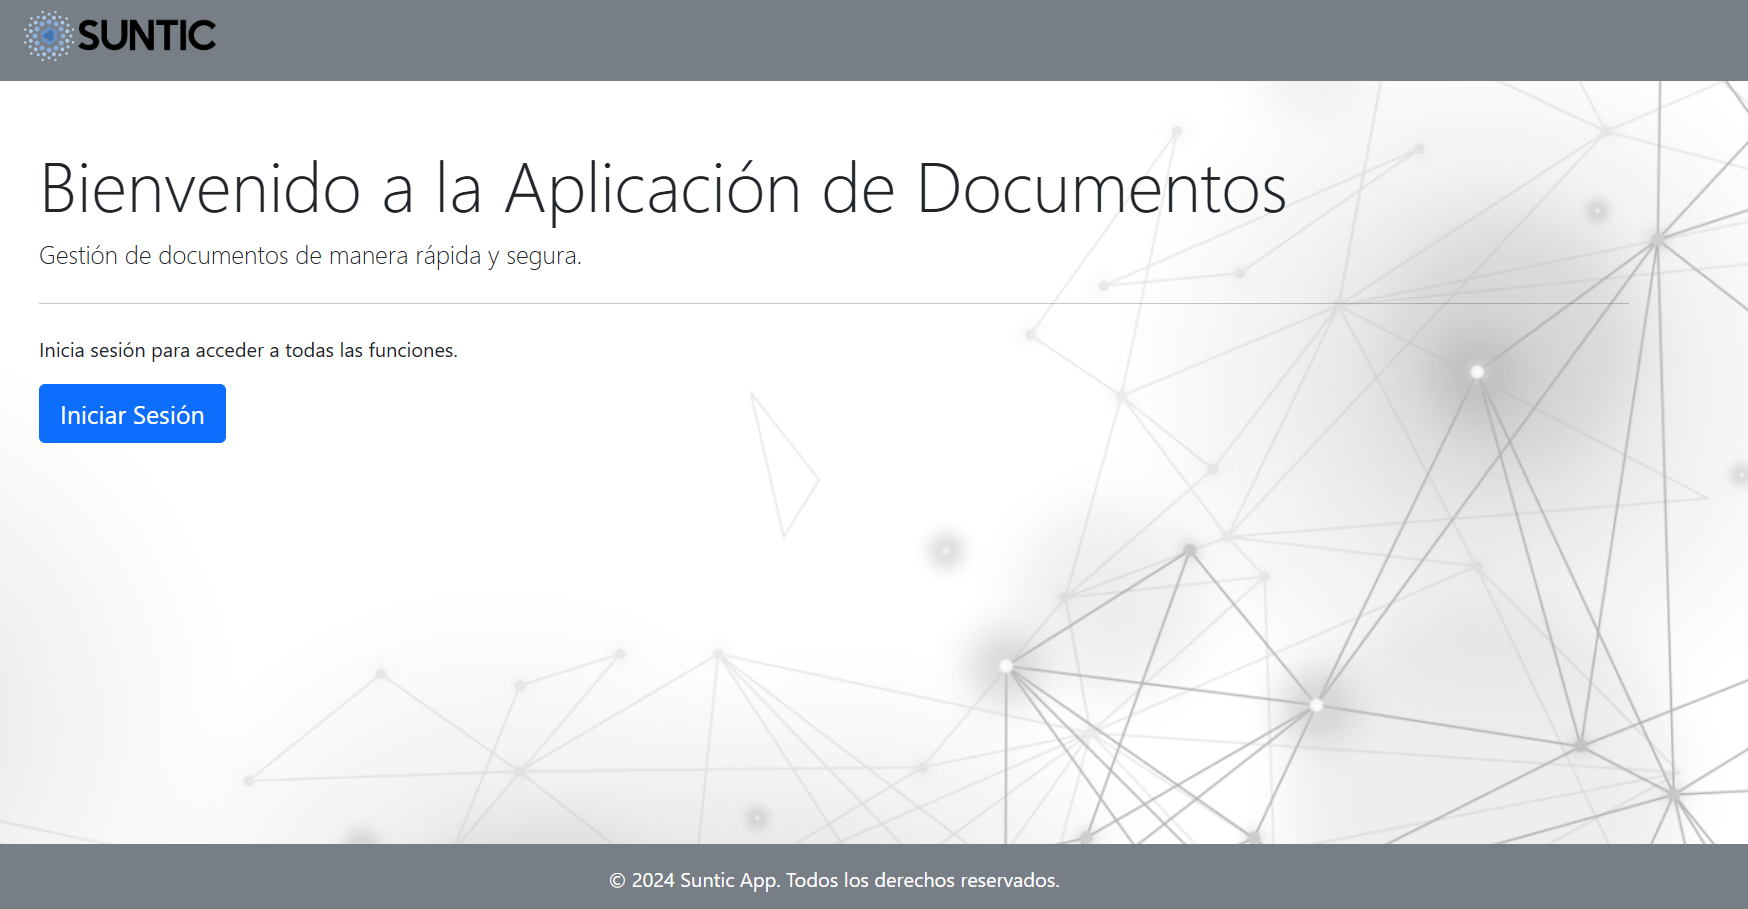 SUNTIC
Bienvenido a la Aplicación de Documentos
Gestión de documentos de manera rápida y segura.
Inicia sesión para acceder a todas las funciones.
Iniciar Sesión
© 2024 Suntic App. Todos los derechos reservados.